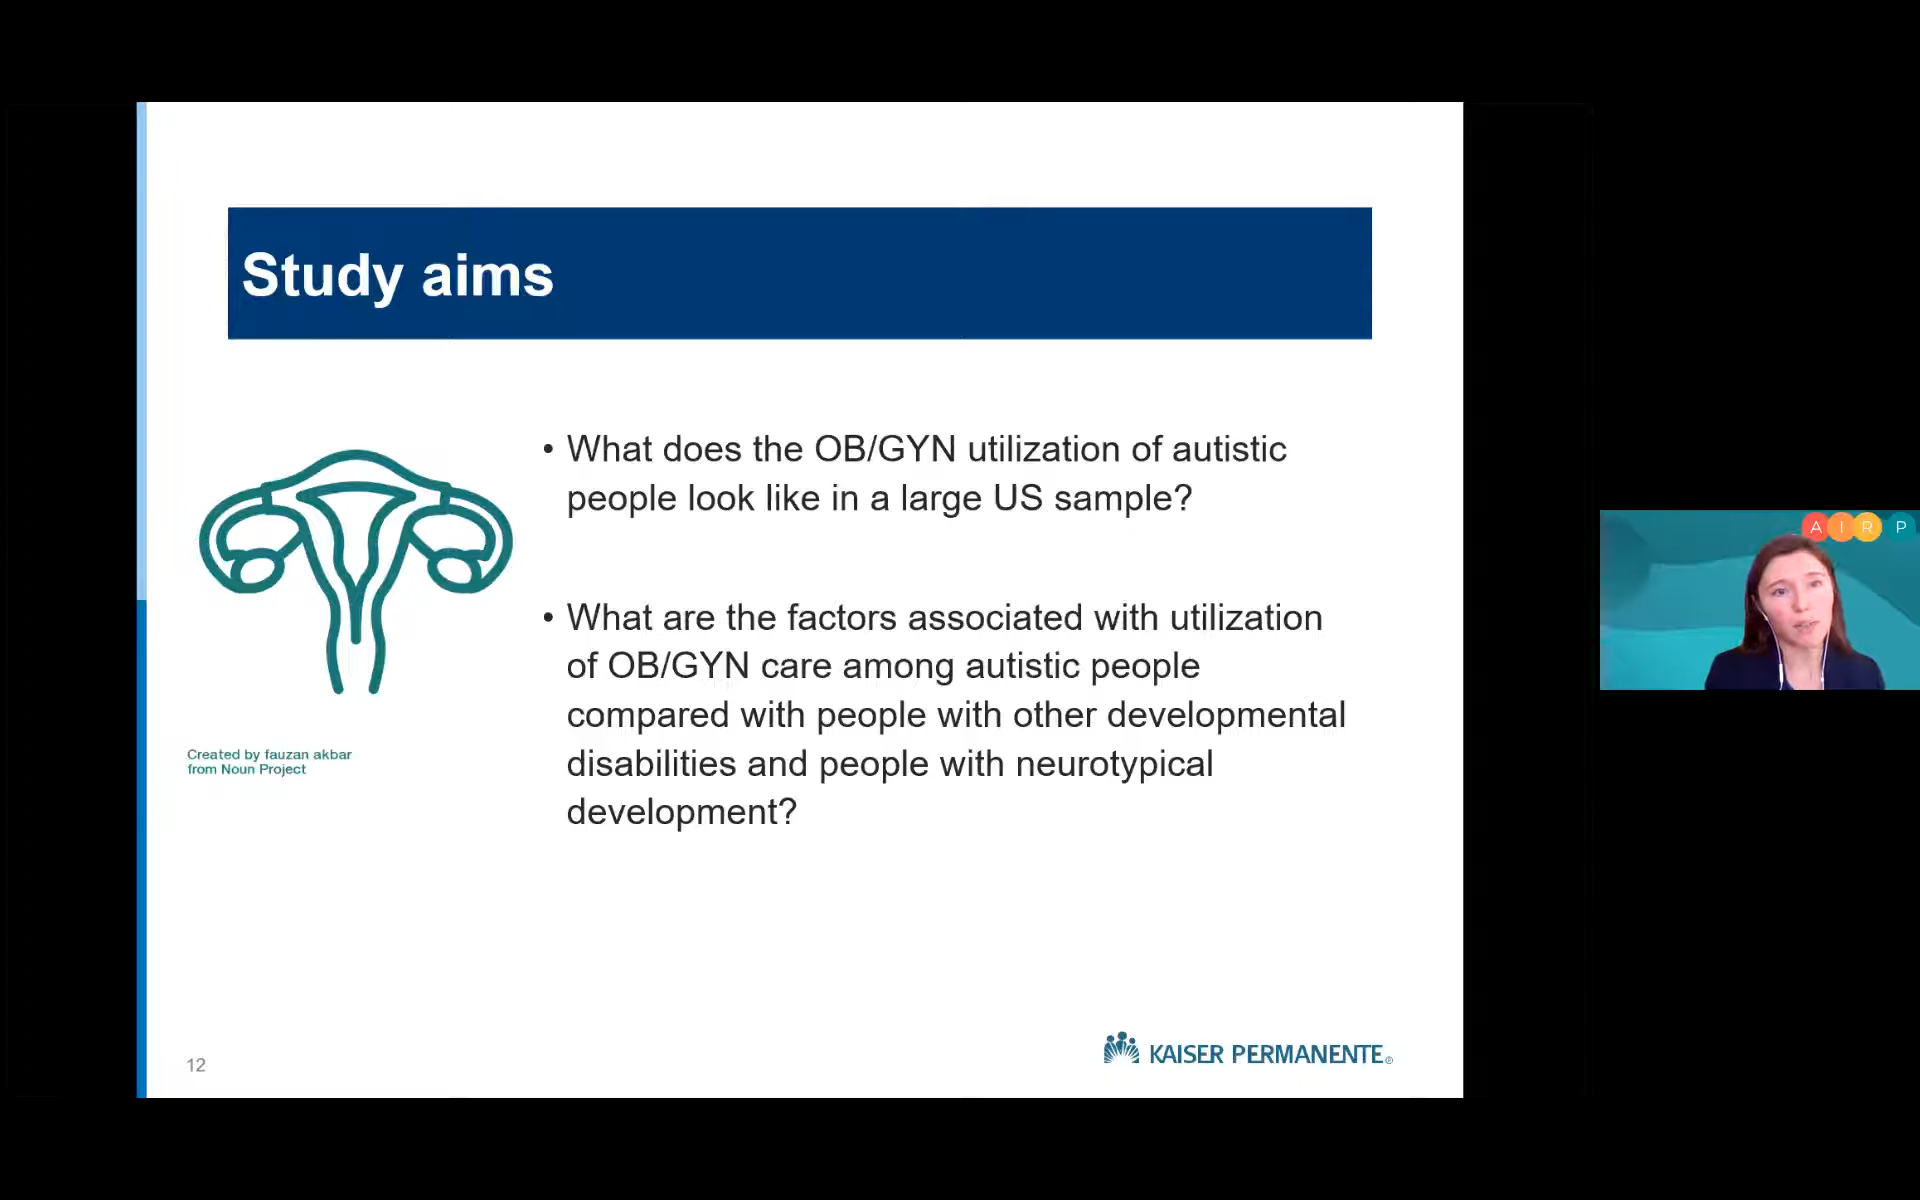 Study aims
• What does the OB/GYN utilization of autistic
people look like in a large US sample?
• What are the factors associated with utilization
of OB/GYN care among autistic people
compared with people with other developmental
disabilities and people with neurotypical
development?
Created by fauzan akbar
from Noun Project
12
KAISER PERMANENTE®
A I R P